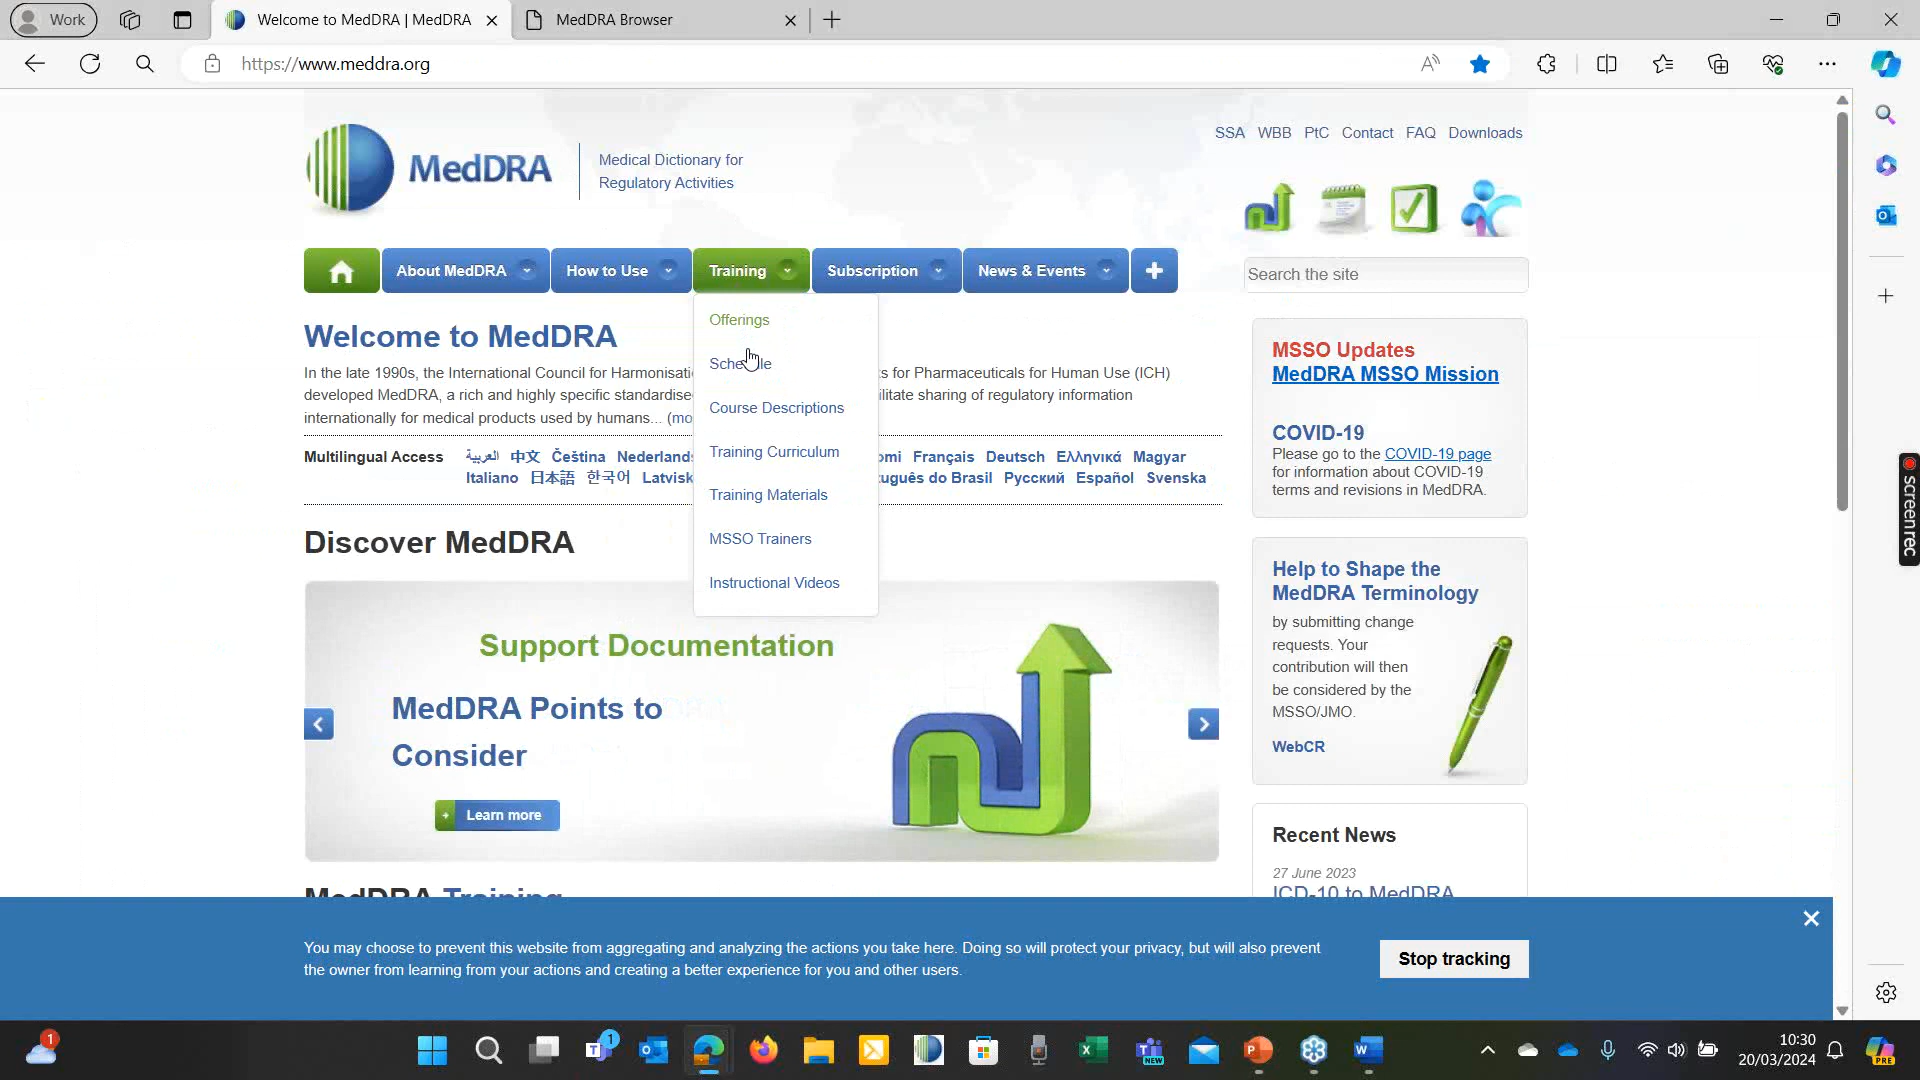 Work
Welcome to MedDRA | MedDRA
MedDRA Browser
https://www.meddra.org
MedDRA
Medical Dictionary for
Regulatory Activities
SSA WBB PtC Contact FAQ Downloads
About MedDRA
How to Use
Training
Subscription
News & Events
Search the site
Offerings
Schedule
Course Descriptions
Training Curriculum
Training Materials
MSSO Trainers
Instructional Videos
Welcome to MedDRA
In the late 1990s, the International Council for s for Pharmaceuticals for Human Use (ICH)
developed MedDRA, a rich and highly specific sharing of regulatory information
internationally for medical products used by humans...
Multilingual Access العربية 中文 Čeština Français Deutsch Ελληνικά Magyar
Italiano 日本語 한국어 do Brasil Русский Español Svenska
Discover MedDRA
Support Documentation
MedDRA Points to
Consider
Learn more
MedDRA Training
MSSO Updates
MedDRA MSSO Mission
COVID-19
Please go to the COVID-19 page
for information about COVID-19
terms and revisions in MedDRA.
Help to Shape the
MedDRA Terminology
by submitting change
requests. Your
contribution will then
be considered by the
MSSO/JMO.
WebCR
Recent News
27 June 2023
ICD-10 to MedDRA
You may choose to prevent this website from aggregating and analyzing the actions you take here. Doing so will protect your privacy, but will also prevent
the owner from learning from your actions and creating a better experience for you and other users.
Stop tracking
screenrec
1
1
NEW
10:30
20/03/2024
PRE